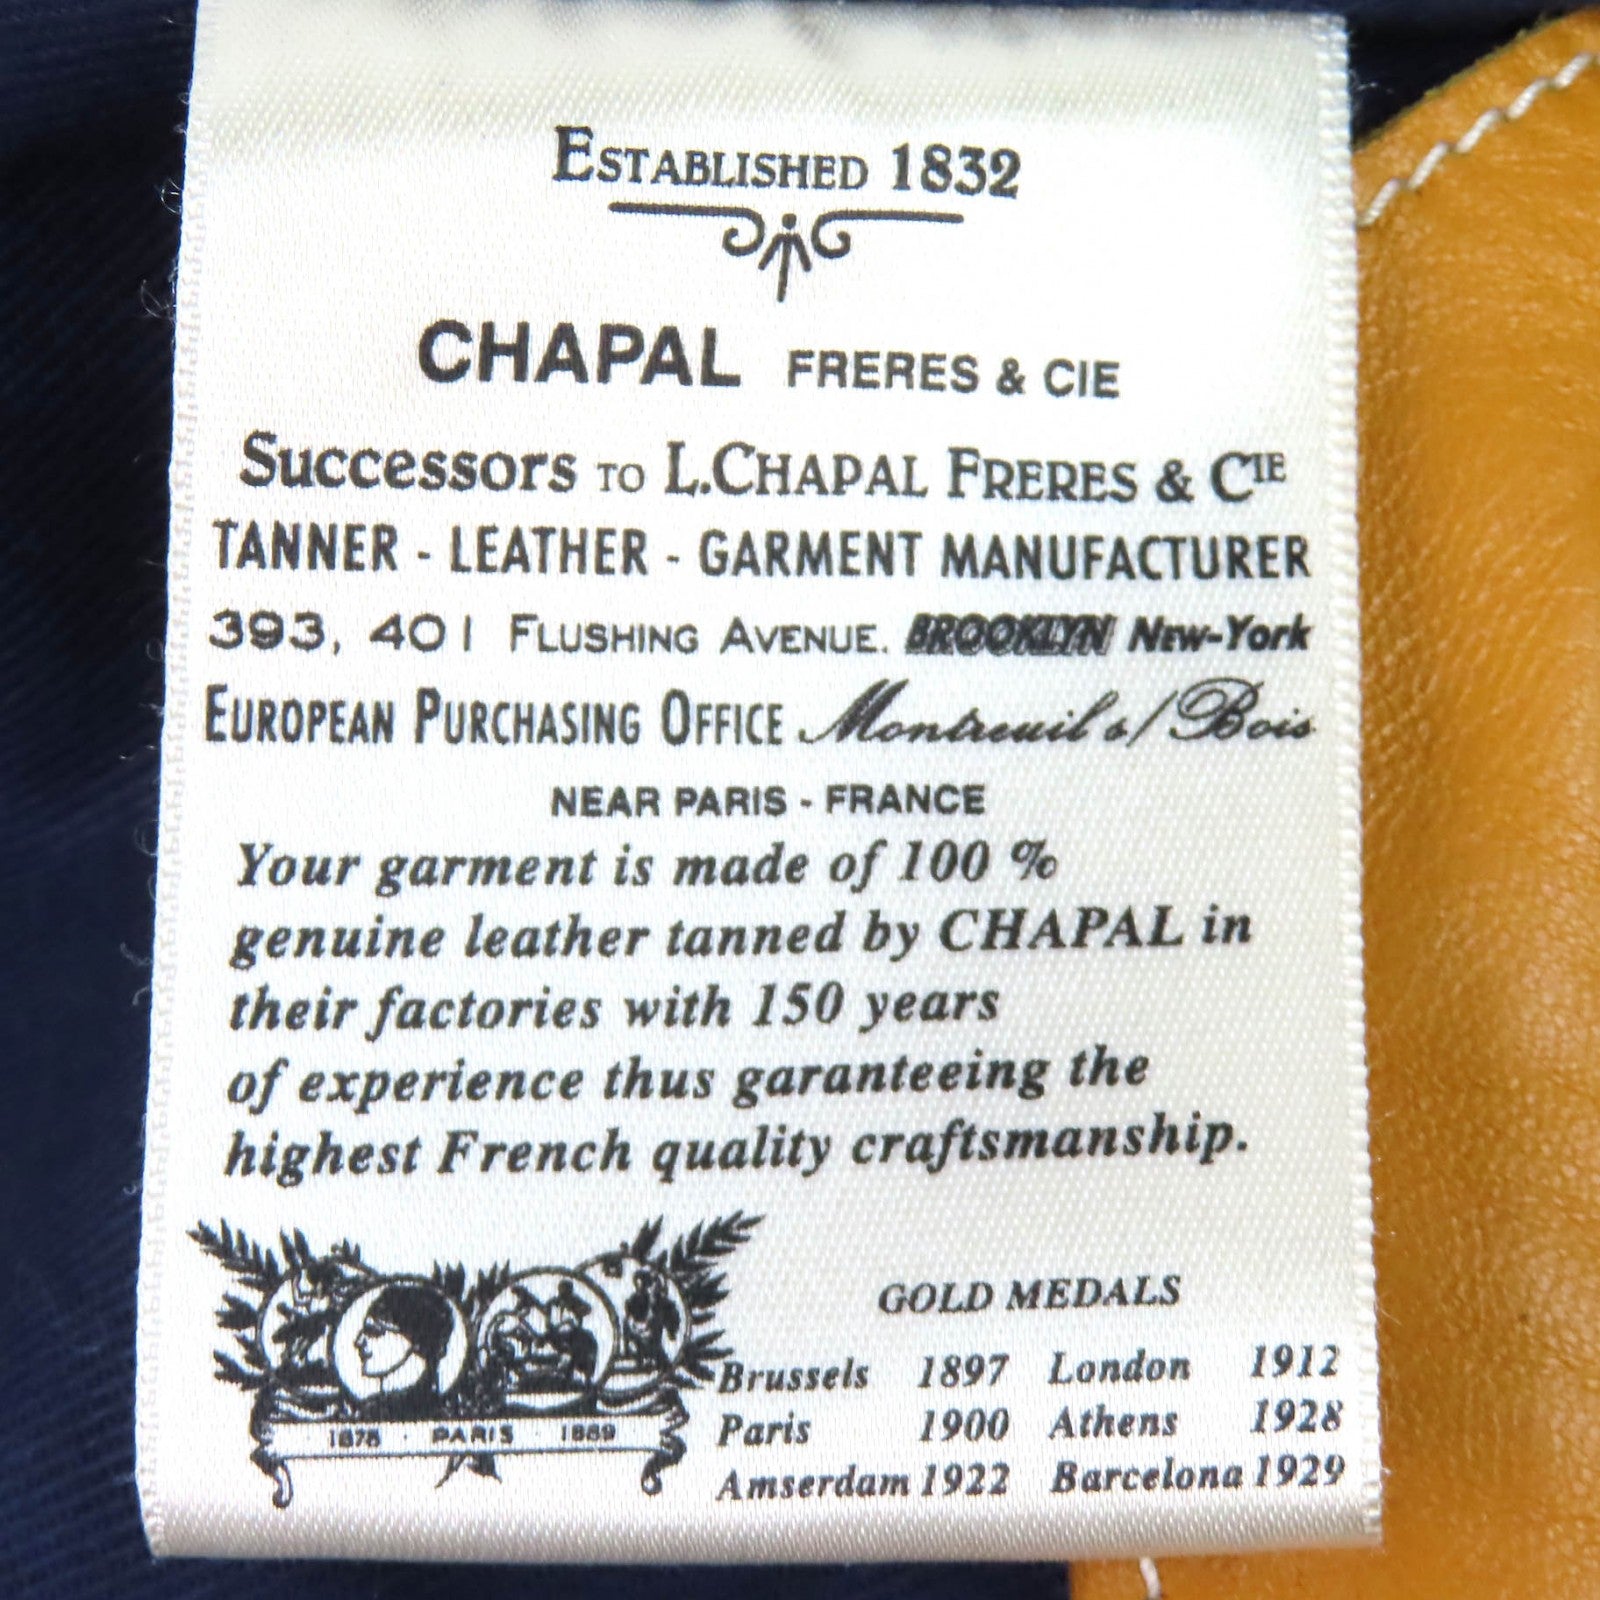 ESTABLISHED 1832
CHAPAL FRERES & CIE
SUCCESSORS TO L.CHAPAL FRERES & CIE
TANNER - LEATHER - GARMENT MANUFACTURER
393, 401 FLUSHING AVENUE. BROOKLYN NEW-YORK
EUROPEAN PURCHASING OFFICE Montreuil s/ Bois
NEAR PARIS - FRANCE
Your garment is made of 100 %
genuine leather tanned by CHAPAL in
their factories with 150 years
of experience thus garanteeing the
highest French quality craftsmanship.
GOLD MEDALS
Brussels 1897 London 1912
Paris 1900 Athens 1928
Amserdam 1922 Barcelona 1929
1878 · PARIS · 1889